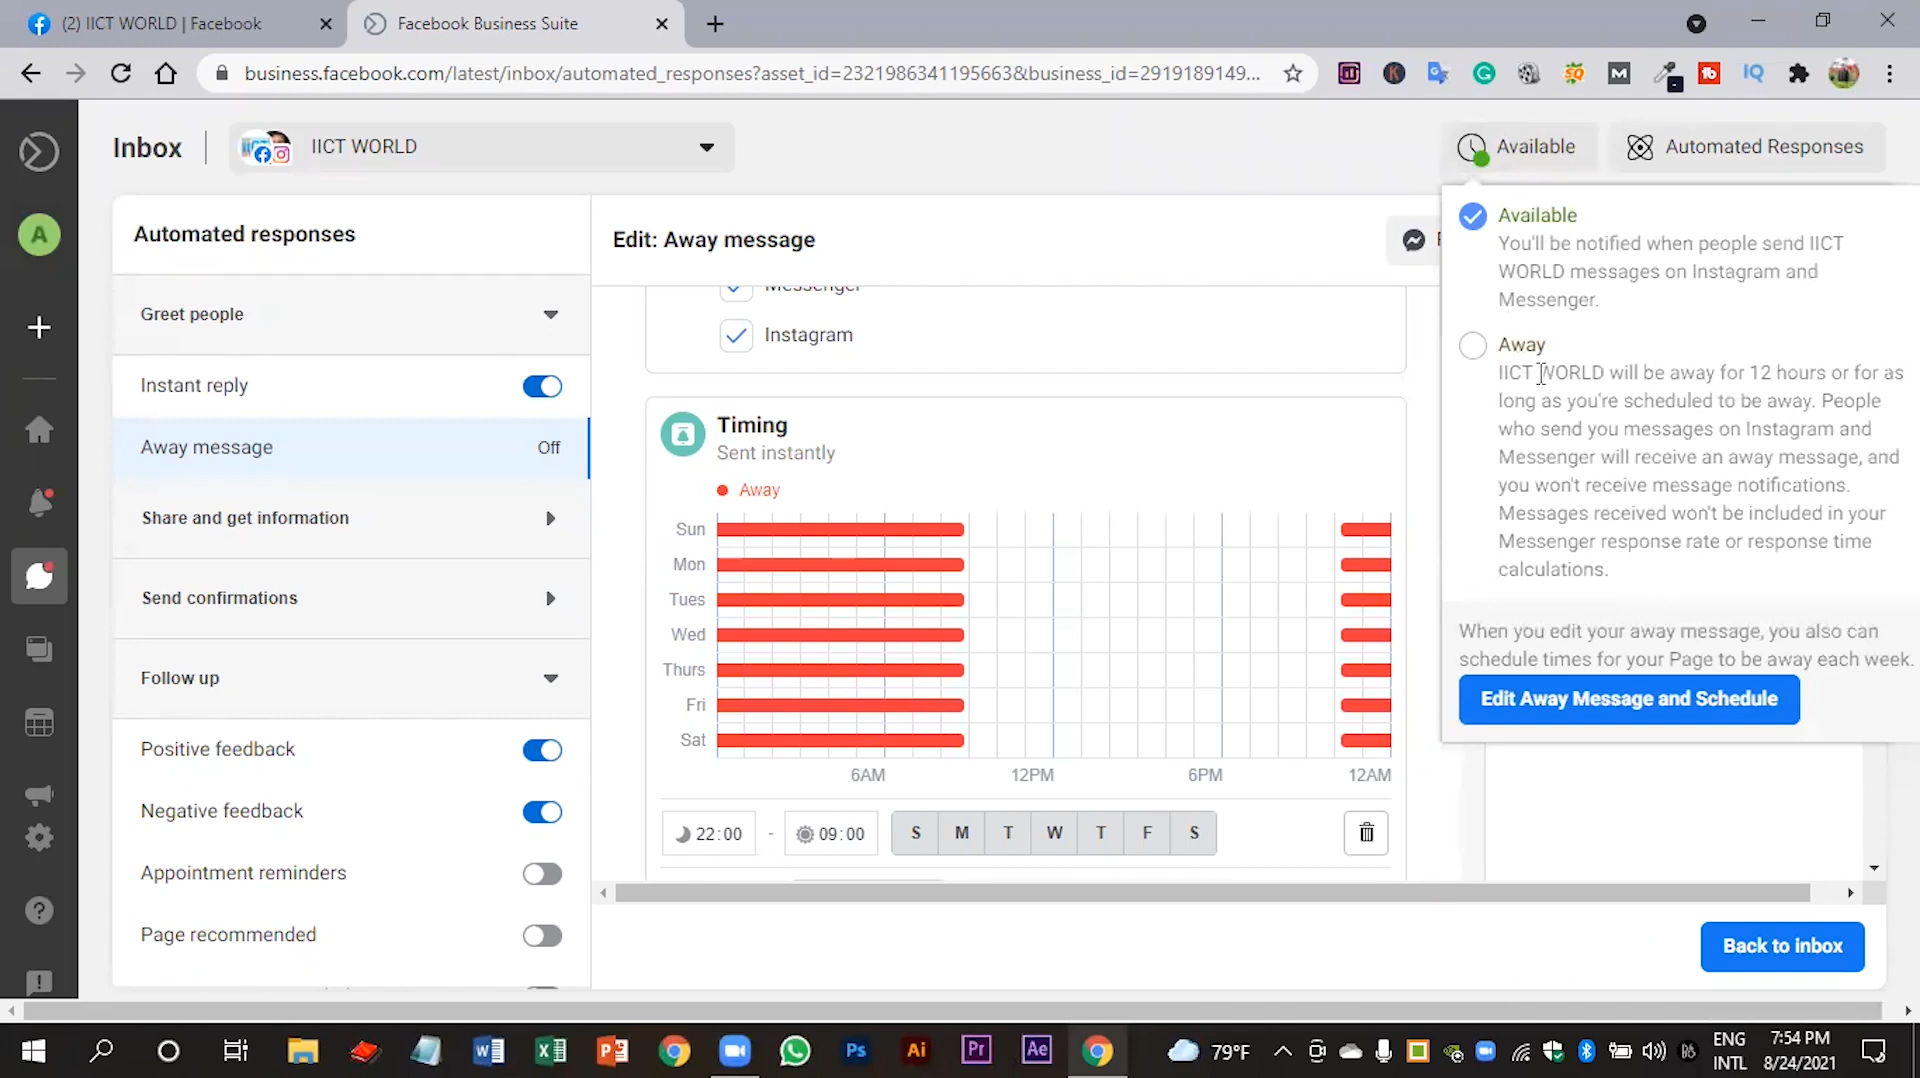 (2) IICT WORLD | Facebook
Facebook Business Suite
business.facebook.com/latest/inbox/automated_responses?asset_id=2321986341195663&business_id=2919189149...
Inbox
IICT WORLD
Available
Automated Responses
Automated responses
Greet people
Instant reply
Away message
Off
Share and get information
Send confirmations
Follow up
Positive feedback
Negative feedback
Appointment reminders
Page recommended
Edit: Away message
Messenger
Instagram
Timing
Sent instantly
Away
Sun
Mon
Tues
Wed
Thurs
Fri
Sat
6AM 12PM 6PM 12AM
22:00 - 09:00 S M T W T F S
Available
You'll be notified when people send IICT
WORLD messages on Instagram and
Messenger.
Away
IICT WORLD will be away for 12 hours or for as
long as you're scheduled to be away. People
who send you messages on Instagram and
Messenger will receive an away message, and
you won't receive message notifications.
Messages received won't be included in your
Messenger response rate or response time
calculations.
When you edit your away message, you also can
schedule times for your Page to be away each week.
Edit Away Message and Schedule
Back to inbox
79°F
ENG
INTL
7:54 PM
8/24/2021